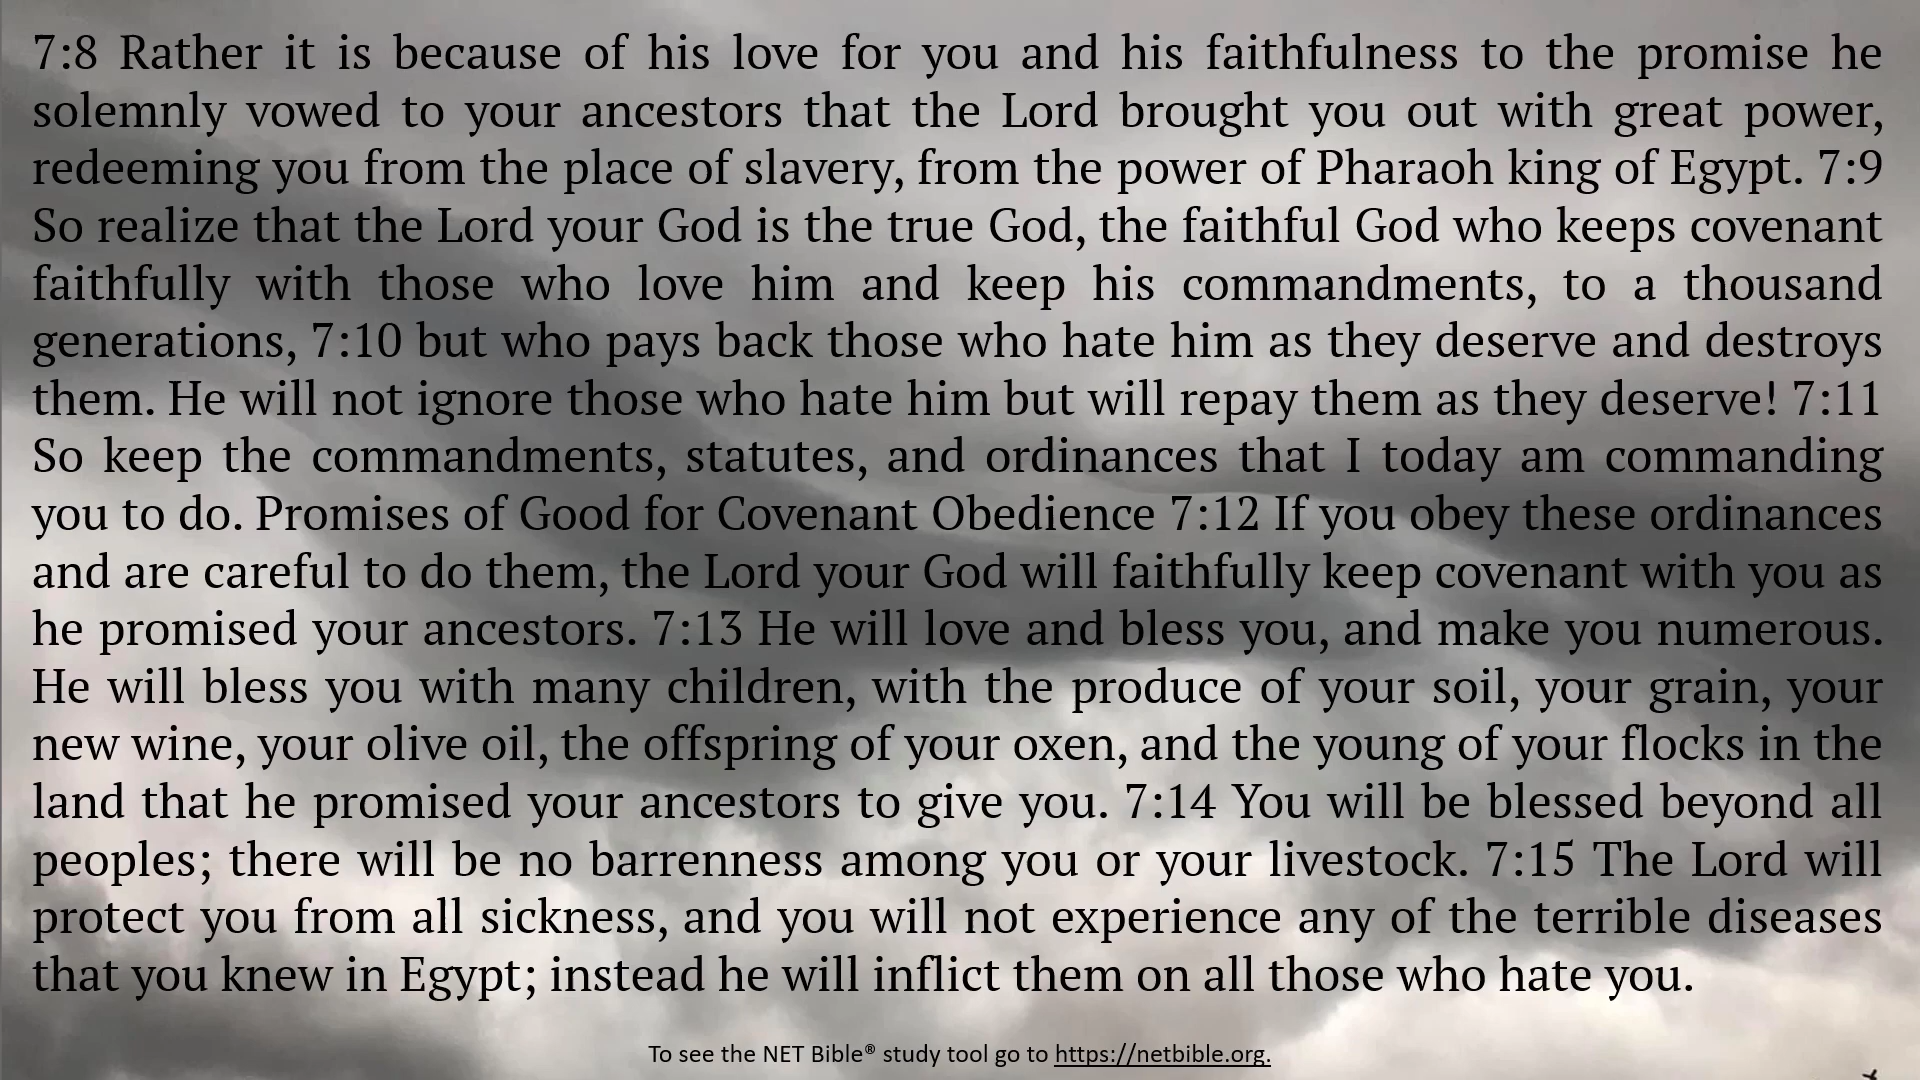 7:8 Rather it is because of his love for you and his faithfulness to the promise he
solemnly vowed to your ancestors that the Lord brought you out with great power,
redeeming you from the place of slavery, from the power of Pharaoh king of Egypt. 7:9
So realize that the Lord your God is the true God, the faithful God who keeps covenant
faithfully with those who love him and keep his commandments, to a thousand
generations, 7:10 but who pays back those who hate him as they deserve and destroys
them. He will not ignore those who hate him but will repay them as they deserve! 7:11
So keep the commandments, statutes, and ordinances that I today am commanding
you to do. Promises of Good for Covenant Obedience 7:12 If you obey these ordinances
and are careful to do them, the Lord your God will faithfully keep covenant with you as
he promised your ancestors. 7:13 He will love and bless you, and make you numerous.
He will bless you with many children, with the produce of your soil, your grain, your
new wine, your olive oil, the offspring of your oxen, and the young of your flocks in the
land that he promised your ancestors to give you. 7:14 You will be blessed beyond all
peoples; there will be no barrenness among you or your livestock. 7:15 The Lord will
protect you from all sickness, and you will not experience any of the terrible diseases
that you knew in Egypt; instead he will inflict them on all those who hate you.
To see the NET Bible® study tool go to https://netbible.org.